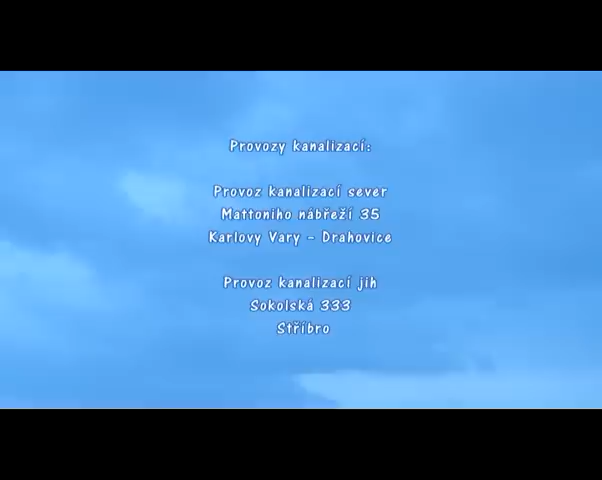 Provozy kanalizací:
Provoz kanalizací sever
Mattoniho nábřeží 35
Karlovy Vary - Drahovice
Provoz kanalizací jih
Sokolská 333
Stříbro